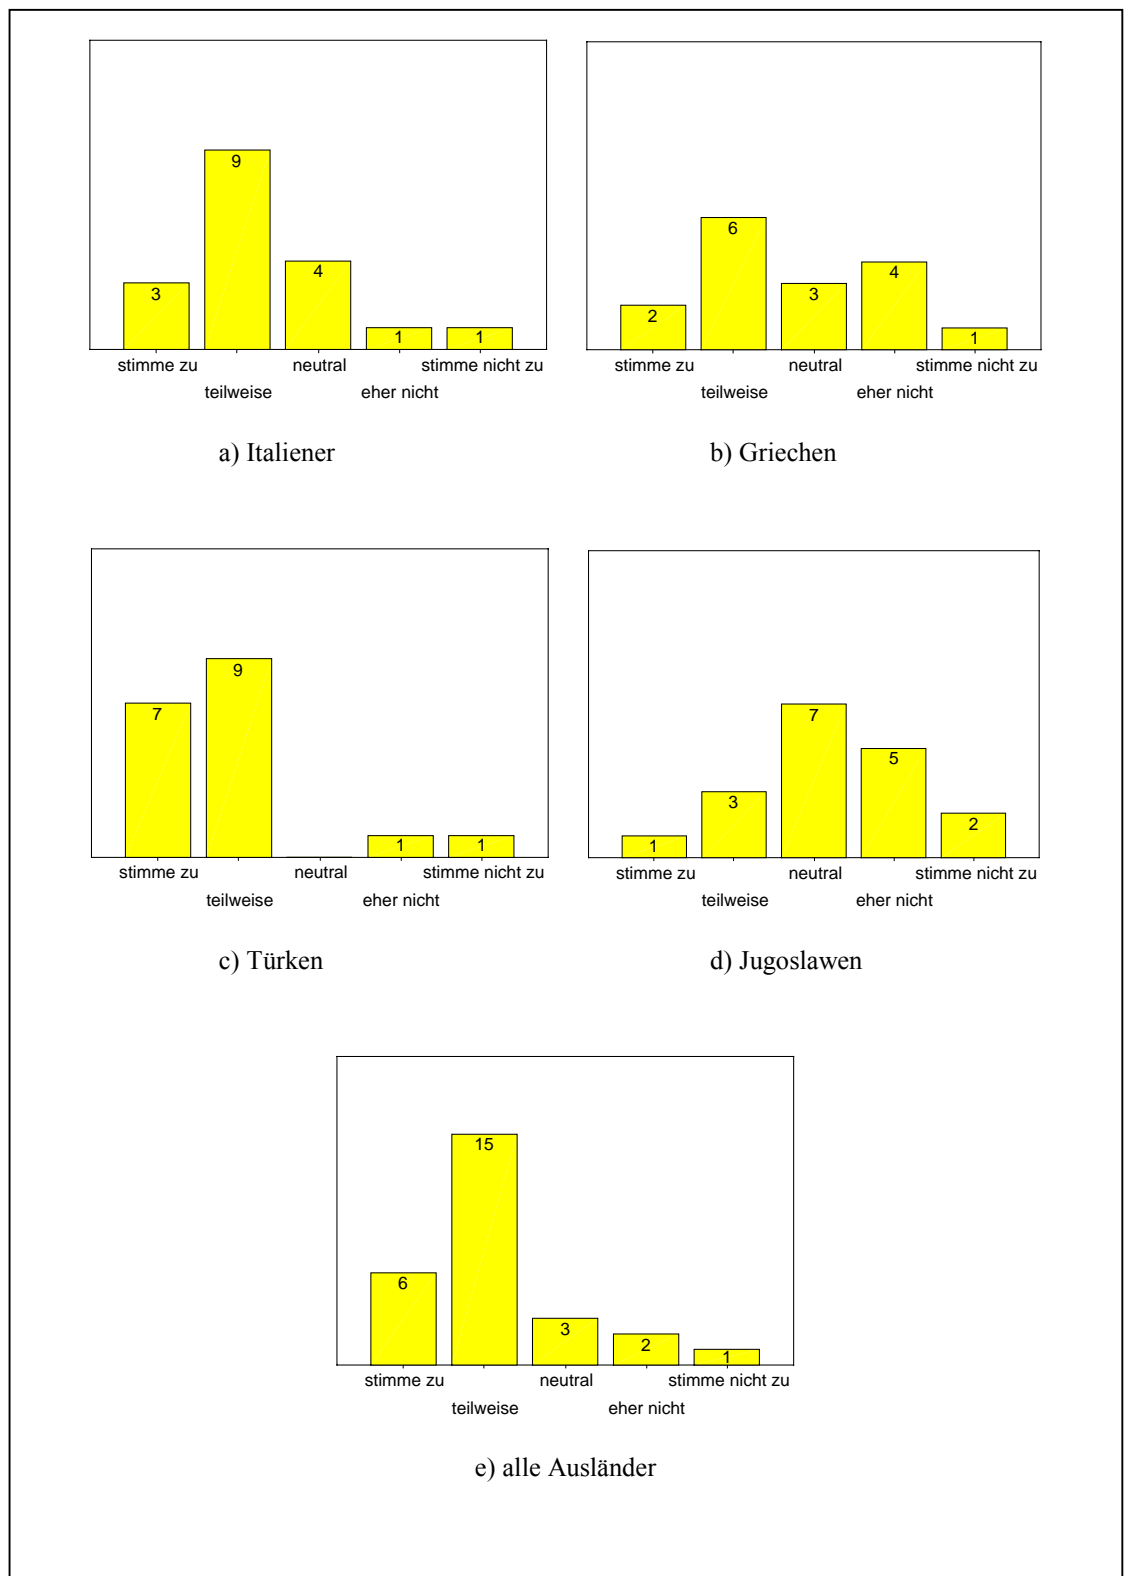 9
3
4
1
1
stimme zu
neutral
stimme nicht zu
teilweise
eher nicht
a) Italiener
6
2
3
4
1
stimme zu
neutral
stimme nicht zu
teilweise
eher nicht
b) Griechen
9
7
1
1
stimme zu
neutral
stimme nicht zu
teilweise
eher nicht
c) Türken
7
5
3
2
1
stimme zu
neutral
stimme nicht zu
teilweise
eher nicht
d) Jugoslawen
15
6
3
2
1
stimme zu
neutral
stimme nicht zu
teilweise
eher nicht
e) alle Ausländer